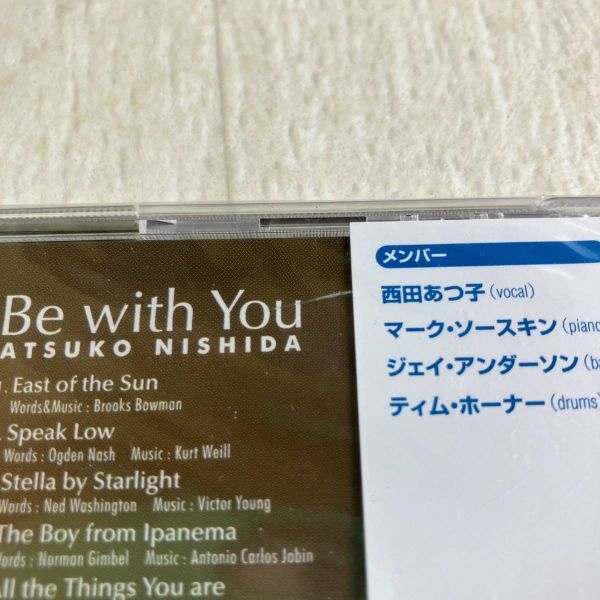 Be with You
ATSUKO NISHIDA
. East of the Sun
Words&Music : Brooks Bowman
. Speak Low
Words : Ogden Nash Music : Kurt Weill
Stella by Starlight
Words : Ned Washington Music : Victor Young
The Boy from Ipanema
Words : Norman Gimbel Music : Antonio Carlos Jobin
All the Things You are
メンバー
西田あつ子(vocal)
マーク・ソースキン(piano
ジェイ・アンダーソン(ba
ティム・ホーナー(drums)